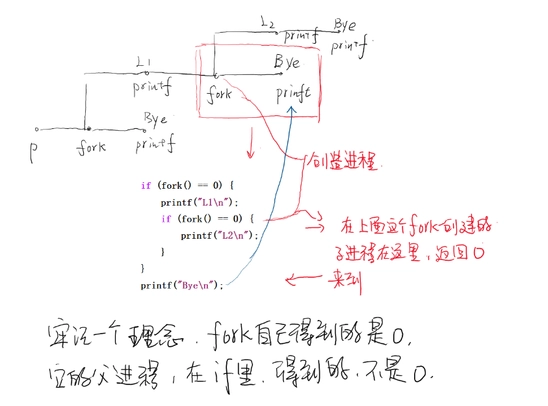 L2 printf Bye
printf
L1
printf
Bye
fork
prinft
Bye
P fork printf
创造进程
if (fork() == 0) {
printf("L1\n");
if (fork() == 0) {
printf("L2\n");
}
}
printf("Bye\n");
在上面这个fork创建的
子进程在这里,返回0
来到
牢记一个理念.fork自己得到的是0.
它的父进程,在if里.得到的.不是0.